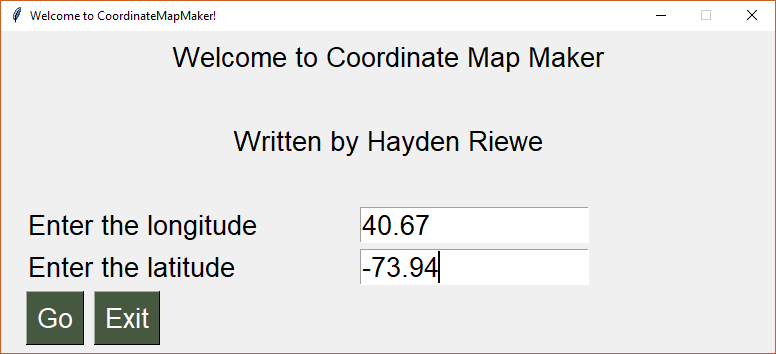 Welcome to CoordinateMapMaker!
Welcome to Coordinate Map Maker
Written by Hayden Riewe
Enter the longitude 40.67
Enter the latitude -73.94
Go Exit